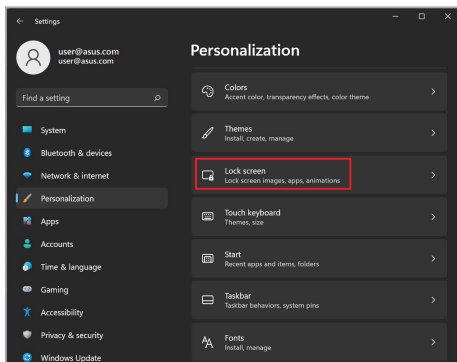 Settings
user@asus.com
user@asus.com
Find a setting
System
Bluetooth & devices
Network & internet
Personalization
Apps
Accounts
Time & language
Gaming
Accessibility
Privacy & security
Windows Update
Personalization
Colors
Accent color, transparency effects, color theme
Themes
Install, create, manage
Lock screen
Lock screen images, apps, animations
Touch keyboard
Themes, size
Start
Recent apps and items, folders
Taskbar
Taskbar behaviors, system pins
Fonts
Install, manage